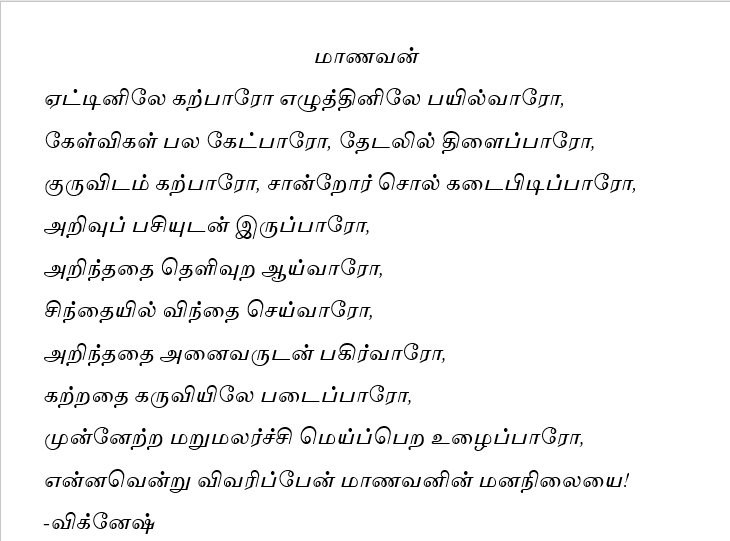 மாணவன்
ஏட்டினிலே கற்பாரோ எழுத்தினிலே பயில்வாரோ,
கேள்விகள் பல கேட்பாரோ, தேடலில் திளைப்பாரோ,
குருவிடம் கற்பாரோ, சான்றோர் சொல் கடைபிடிப்பாரோ,
அறிவுப் பசியுடன் இருப்பாரோ,
அறிந்ததை தெளிவுற ஆய்வாரோ,
சிந்தையில் விந்தை செய்வாரோ,
அறிந்ததை அனைவருடன் பகிர்வாரோ,
கற்றதை கருவியிலே படைப்பாரோ,
முன்னேற்ற மறுமலர்ச்சி மெய்ப்பெற உழைப்பாரோ,
என்னவென்று விவரிப்பேன் மாணவனின் மனநிலையை!
-விக்னேஷ்